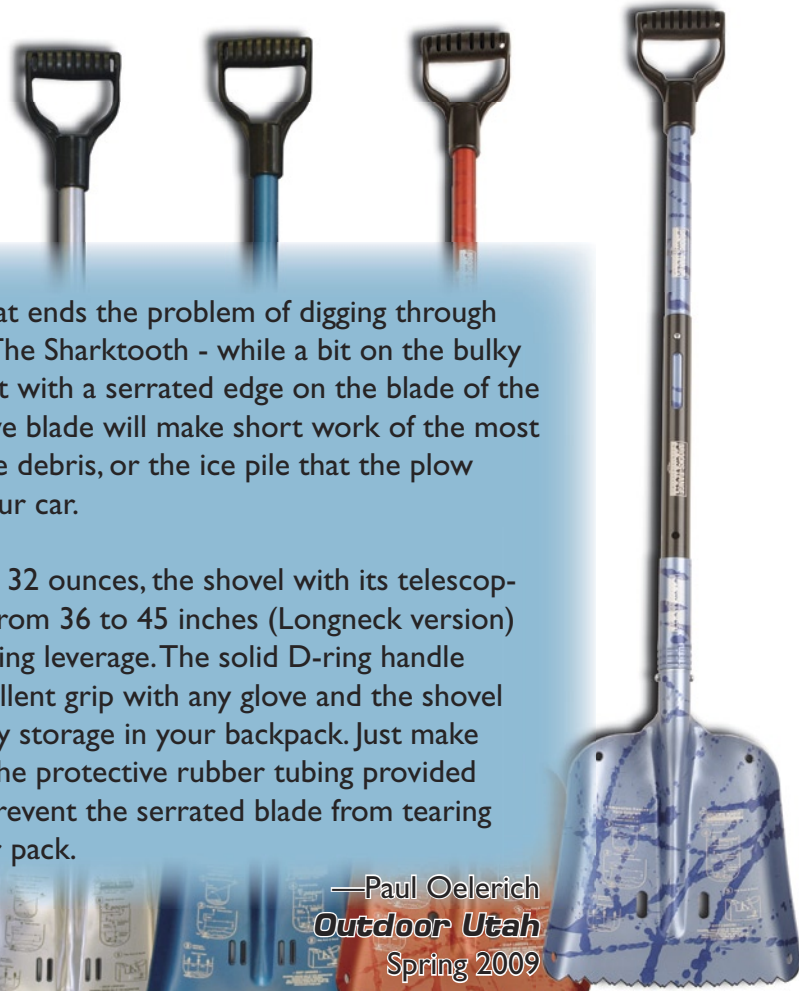 at ends the problem of digging through
The Sharktooth - while a bit on the bulky
t with a serrated edge on the blade of the
ve blade will make short work of the most
e debris, or the ice pile that the plow
ur car.
32 ounces, the shovel with its telescop-
rom 36 to 45 inches (Longneck version)
ing leverage. The solid D-ring handle
llent grip with any glove and the shovel
y storage in your backpack. Just make
he protective rubber tubing provided
revent the serrated blade from tearing
r pack.
—Paul Oelerich
Outdoor Utah
Spring 2009